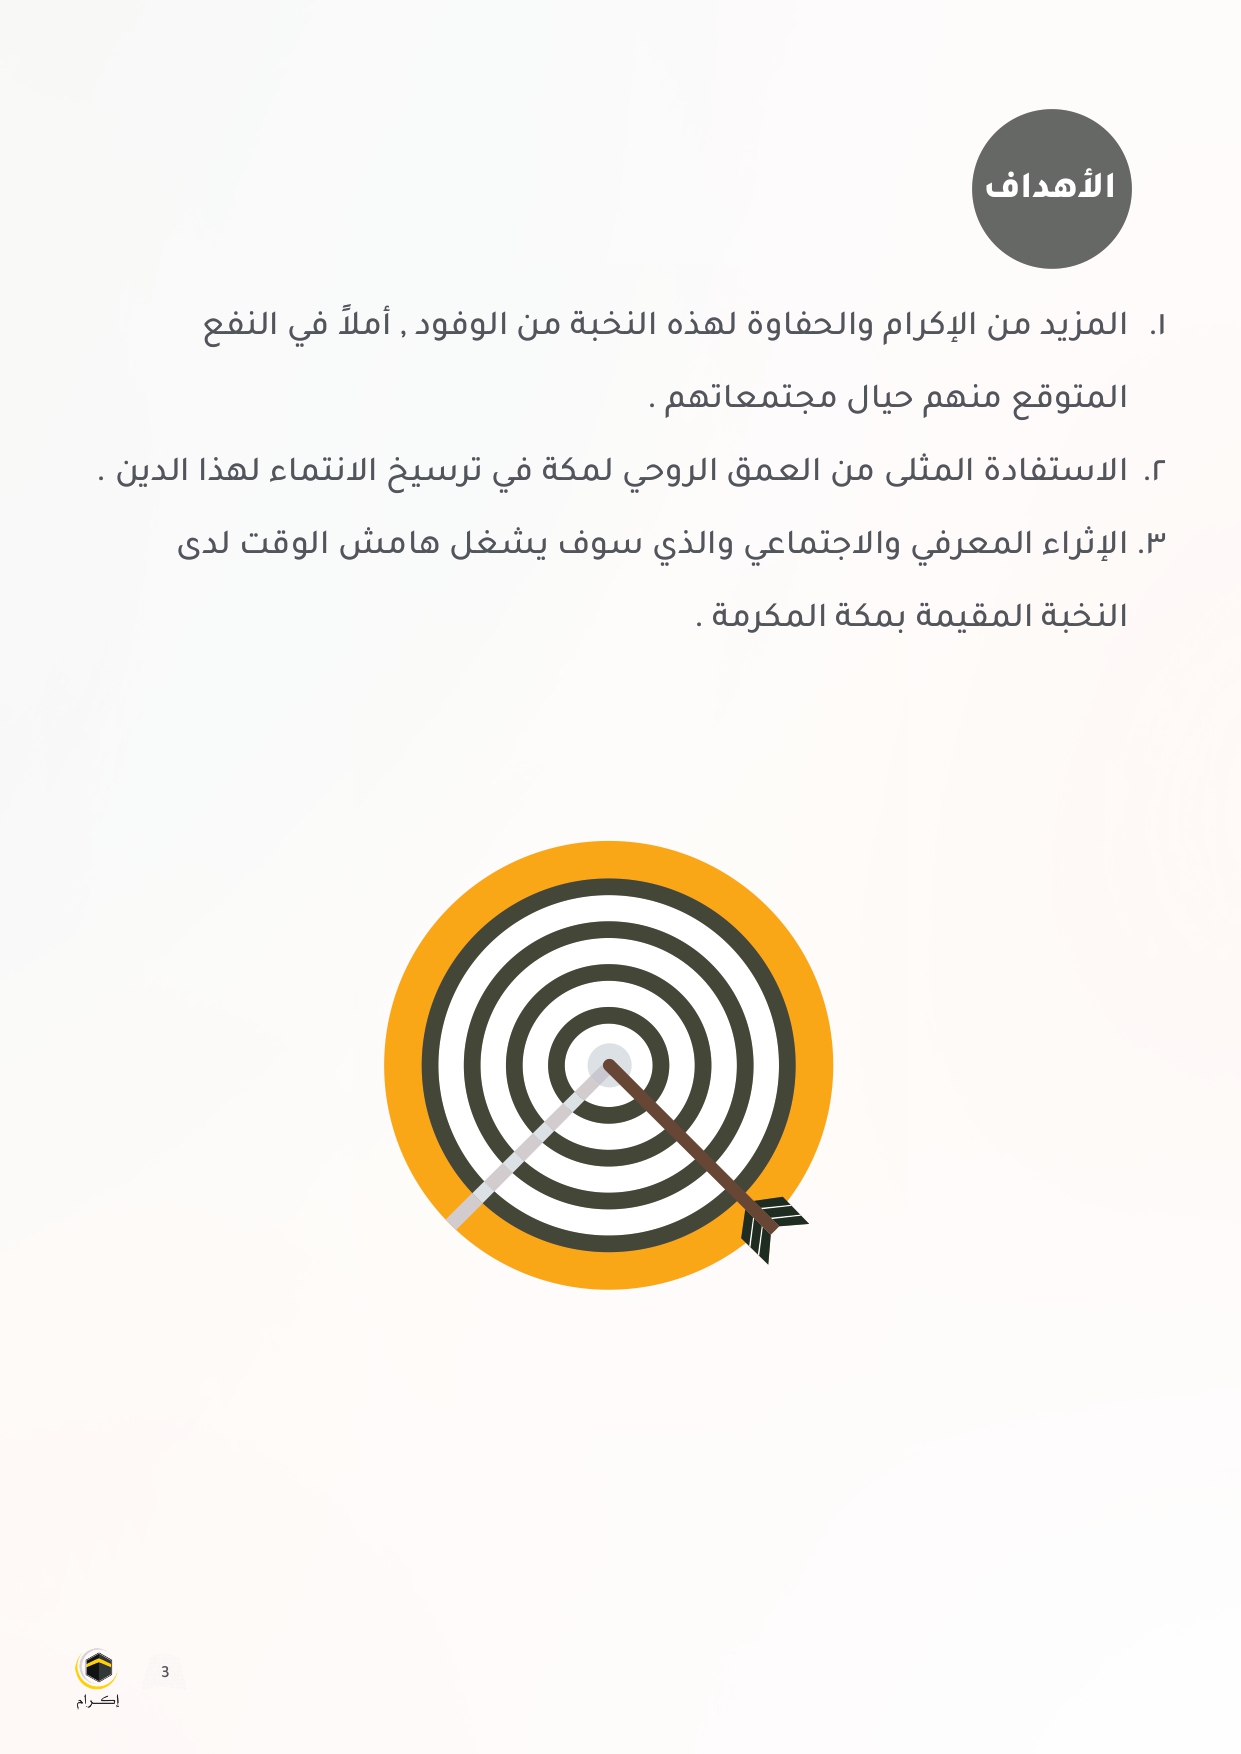 الأهداف
١. المزيد من الإكرام والحفاوة لهذه النخبة من الوفود , أملاً في النفع
المتوقع منهم حيال مجتمعاتهم .
٢. الاستفادة المثلى من العمق الروحي لمكة في ترسيخ الانتماء لهذا الدين .
٣. الإثراء المعرفي والاجتماعي والذي سوف يشغل هامش الوقت لدى
النخبة المقيمة بمكة المكرمة .
3
إكرام